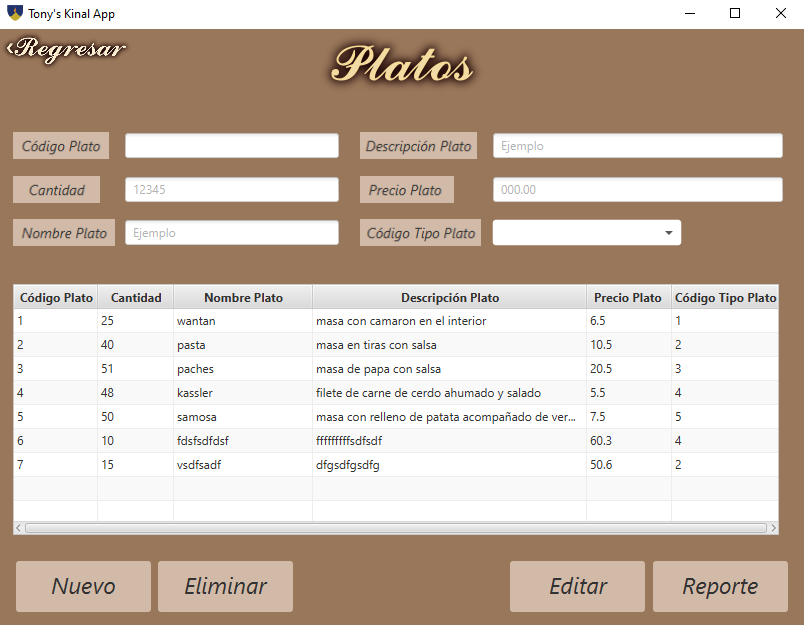 Tony's Kinal App
‹Regresar
Platos
Código Plato
Descripción Plato Ejemplo
Cantidad 12345
Precio Plato 000.00
Nombre Plato Ejemplo
Código Tipo Plato
Código Plato Cantidad Nombre Plato Descripción Plato Precio Plato Código Tipo Plato
1 25 wantan masa con camaron en el interior 6.5 1
2 40 pasta masa en tiras con salsa 10.5 2
3 51 paches masa de papa con salsa 20.5 3
4 48 kassler filete de carne de cerdo ahumado y salado 5.5 4
5 50 samosa masa con relleno de patata acompañado de ver... 7.5 5
6 10 fdsfsdfdsf fffffffffsdfsdf 60.3 4
7 15 vsdfsadf dfgsdfgsdfg 50.6 2
Nuevo Eliminar Editar Reporte